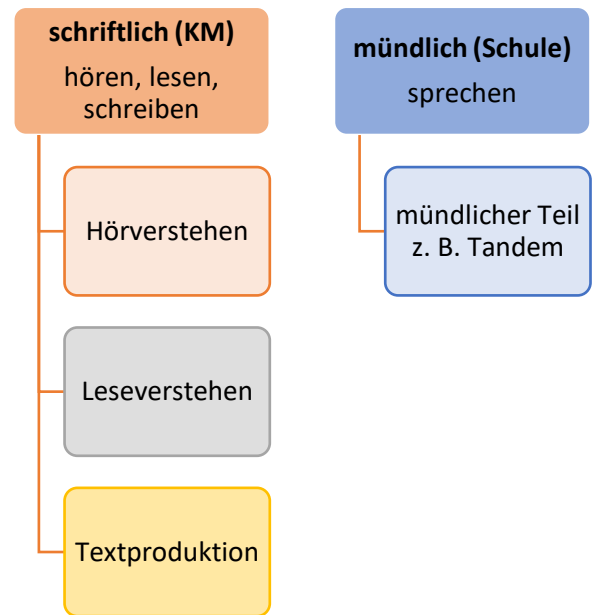 schriftlich (KM)
hören, lesen,
schreiben
Hörverstehen
Leseverstehen
Textproduktion
mündlich (Schule)
sprechen
mündlicher Teil
z. B. Tandem